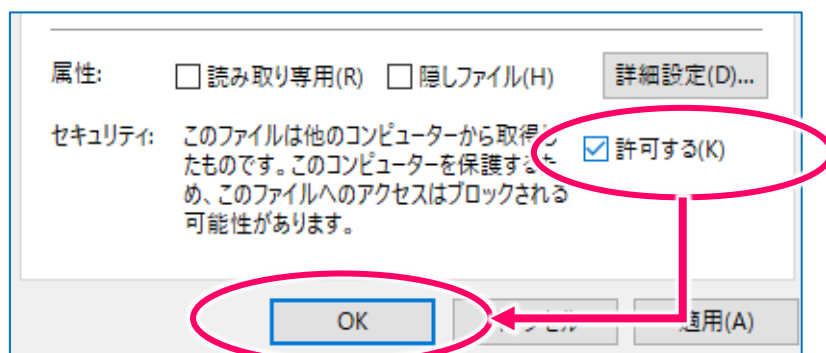 属性: 読み取り専用(R) 隠しファイル(H) 詳細設定(D)...
セキュリティ: このファイルは他のコンピューターから取得し 許可する(K)
たものです。このコンピューターを保護するた
め、このファイルへのアクセスはブロックされる
可能性があります。
OK 適用(A)